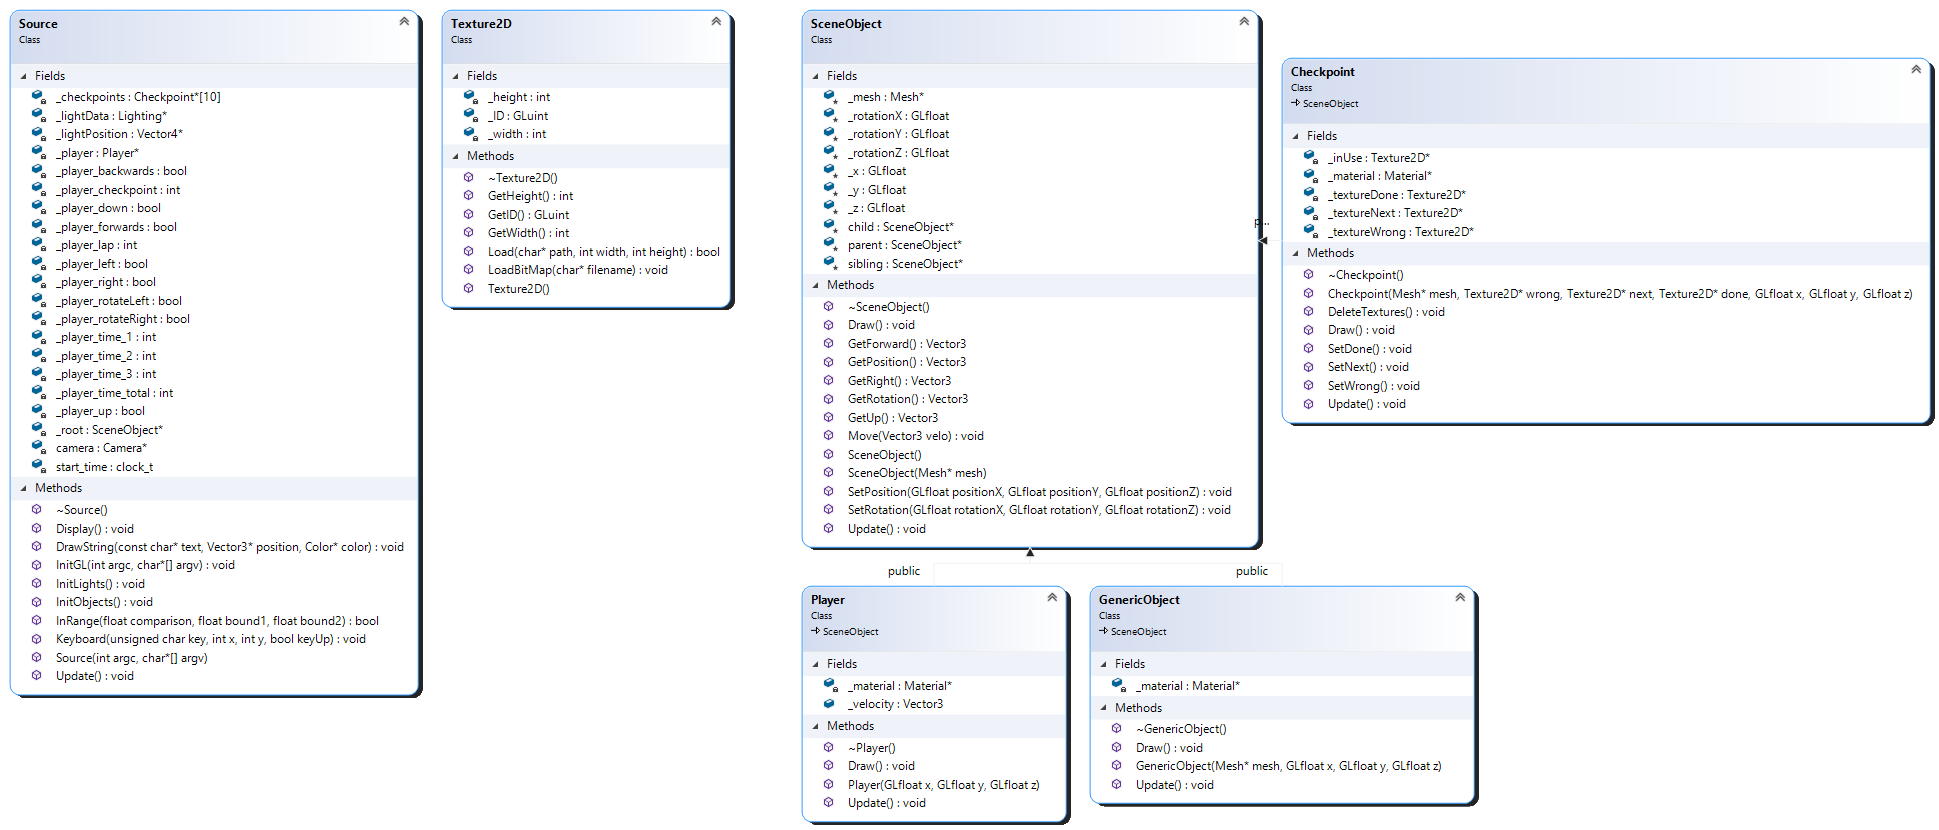 Source
Class
Fields
_checkpoints : Checkpoint*[10]
_lightData : Lighting*
_lightPosition : Vector4*
_player : Player*
_player_backwards : bool
_player_checkpoint : int
_player_down : bool
_player_forwards : bool
_player_lap : int
_player_left : bool
_player_right : bool
_player_rotateLeft : bool
_player_rotateRight : bool
_player_time_1 : int
_player_time_2 : int
_player_time_3 : int
_player_time_total : int
_player_up : bool
_root : SceneObject*
camera : Camera*
start_time : clock_t
Methods
~Source()
Display() : void
DrawString(const char* text, Vector3* position, Color* color) : void
InitGL(int argc, char*[] argv) : void
InitLights() : void
InitObjects() : void
InRange(float comparison, float bound1, float bound2) : bool
Keyboard(unsigned char key, int x, int y, bool keyUp) : void
Source(int argc, char*[] argv)
Update() : void
Texture2D
Class
Fields
_height : int
_ID : GLuint
_width : int
Methods
~Texture2D()
GetHeight() : int
GetID() : GLuint
GetWidth() : int
Load(char* path, int width, int height) : bool
LoadBitMap(char* filename) : void
Texture2D()
SceneObject
Class
Fields
_mesh : Mesh*
_rotationX : GLfloat
_rotationY : GLfloat
_rotationZ : GLfloat
_x : GLfloat
_y : GLfloat
_z : GLfloat
child : SceneObject*
parent : SceneObject*
sibling : SceneObject*
Methods
~SceneObject()
Draw() : void
GetForward() : Vector3
GetPosition() : Vector3
GetRight() : Vector3
GetRotation() : Vector3
GetUp() : Vector3
Move(Vector3 velo) : void
SceneObject()
SceneObject(Mesh* mesh)
SetPosition(GLfloat positionX, GLfloat positionY, GLfloat positionZ) : void
SetRotation(GLfloat rotationX, GLfloat rotationY, GLfloat rotationZ) : void
Update() : void
p...
Checkpoint
Class
SceneObject
Fields
_inUse : Texture2D*
_material : Material*
_textureDone : Texture2D*
_textureNext : Texture2D*
_textureWrong : Texture2D*
Methods
~Checkpoint()
Checkpoint(Mesh* mesh, Texture2D* wrong, Texture2D* next, Texture2D* done, GLfloat x, GLfloat y, GLfloat z)
DeleteTextures() : void
Draw() : void
SetDone() : void
SetNext() : void
SetWrong() : void
Update() : void
public
public
Player
Class
SceneObject
Fields
_material : Material*
_velocity : Vector3
Methods
~Player()
Draw() : void
Player(GLfloat x, GLfloat y, GLfloat z)
Update() : void
GenericObject
Class
SceneObject
Fields
_material : Material*
Methods
~GenericObject()
Draw() : void
GenericObject(Mesh* mesh, GLfloat x, GLfloat y, GLfloat z)
Update() : void